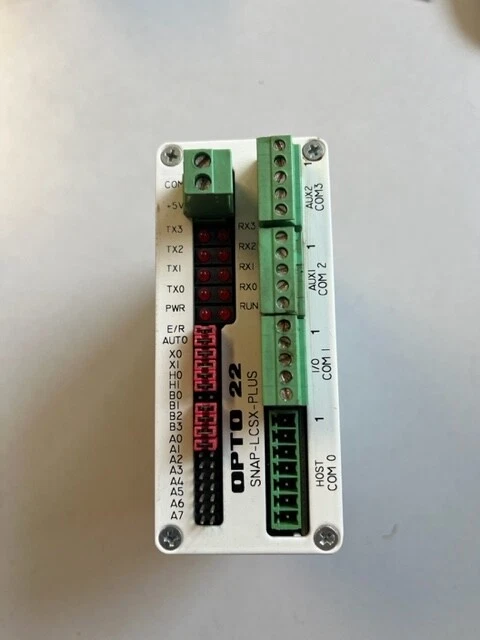 COM
+5V
TX3
RX3
TX2
RX2
TX1
RX1
TX0
RX0
PWR
RUN
E/R
AUTO
X0
X1
H0
H1
B0
B1
B2
B3
A0
A1
A2
A3
A4
A5
A6
A7
OPTO 22
SNAP-LCSX-PLUS
1
AUX2
COM3
1
AUX1
COM 2
1
I/O
COM 1
1
HOST
COM 0